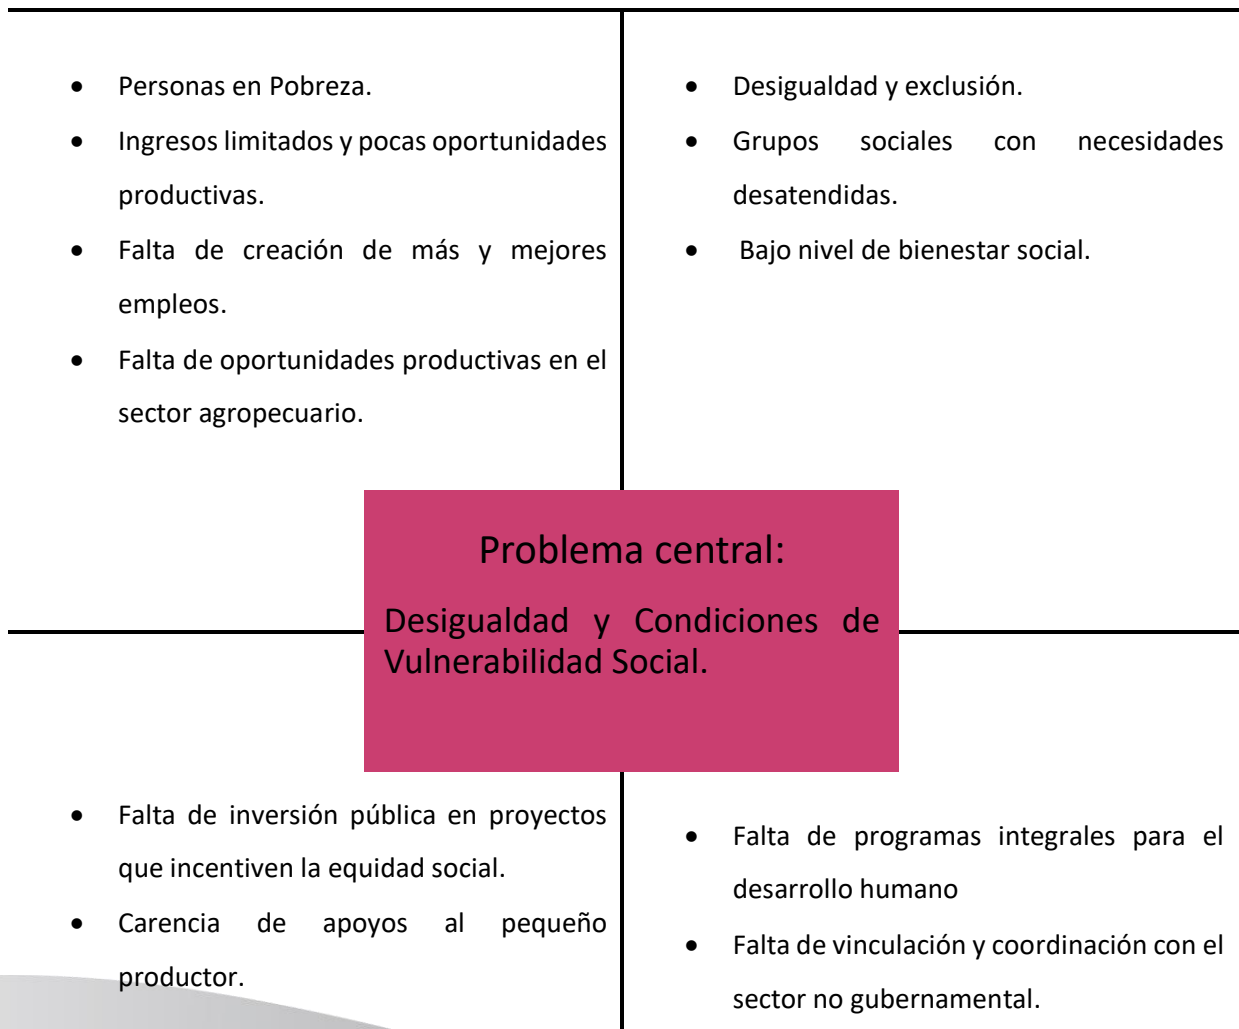 • Personas en Pobreza.
• Ingresos limitados y pocas oportunidades
productivas.
• Falta de creación de más y mejores
empleos.
• Falta de oportunidades productivas en el
sector agropecuario.
• Desigualdad y exclusión.
• Grupos sociales con necesidades
desatendidas.
• Bajo nivel de bienestar social.
Problema central:
Desigualdad y Condiciones de
Vulnerabilidad Social.
• Falta de inversión pública en proyectos
que incentiven la equidad social.
• Carencia de apoyos al pequeño
productor.
• Falta de programas integrales para el
desarrollo humano
• Falta de vinculación y coordinación con el
sector no gubernamental.